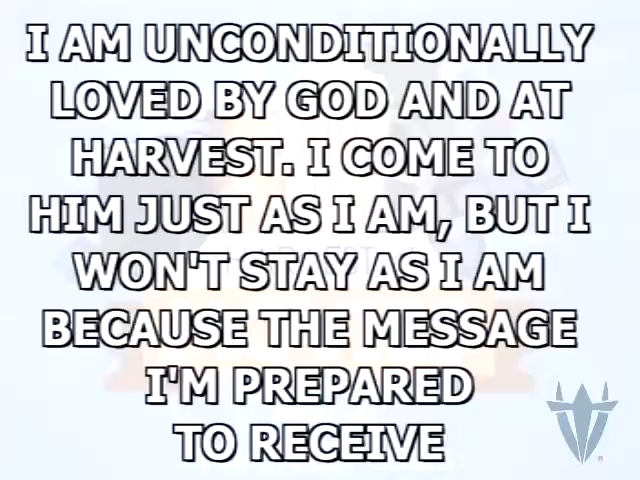 I AM UNCONDITIONALLY
LOVED BY GOD AND AT
HARVEST. I COME TO
HIM JUST AS I AM, BUT I
WON'T STAY AS I AM
BECAUSE THE MESSAGE
I'M PREPARED
TO RECEIVE